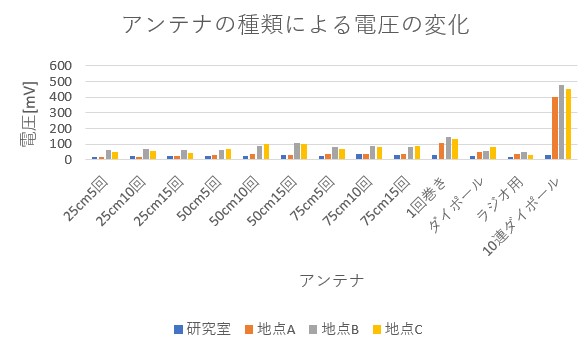 アンテナの種類による電圧の変化
電圧[mV]
600
500
400
300
200
100
0
25cm5回
25cm10回
25cm15回
50cm5回
50cm10回
50cm15回
75cm5回
75cm10回
75cm15回
1回巻き
ダイポール
ラジオ用
10連ダイポール
アンテナ
研究室 地点A 地点B 地点C